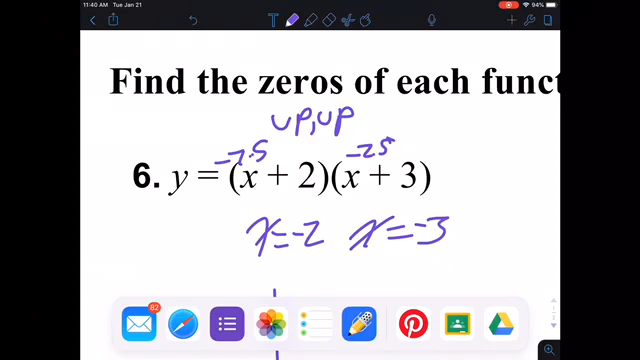 11:40 AM Tue Jan 21
94%
Find the zeros of each funct
up, up
-2.5 -2.5
6. y = (x + 2)(x + 3)
x=-2 x=-3
62